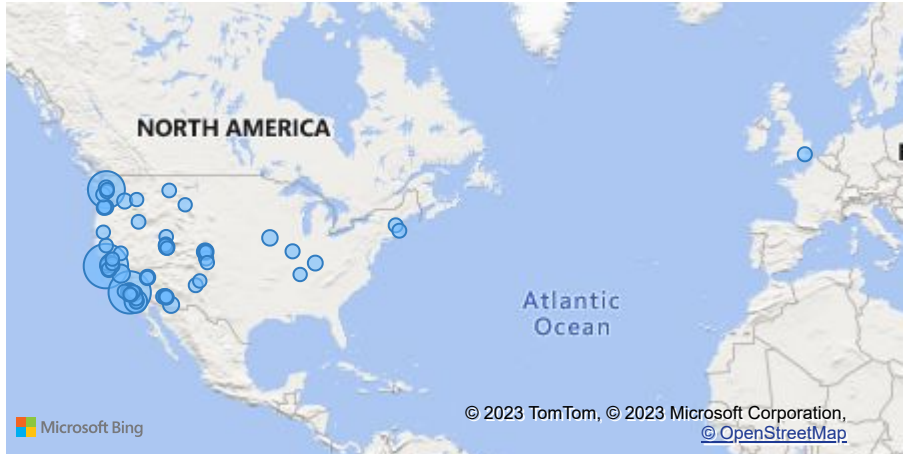 NORTH AMERICA
Atlantic
Ocean
© 2023 TomTom, © 2023 Microsoft Corporation,
Microsoft Bing
© OpenStreetMap